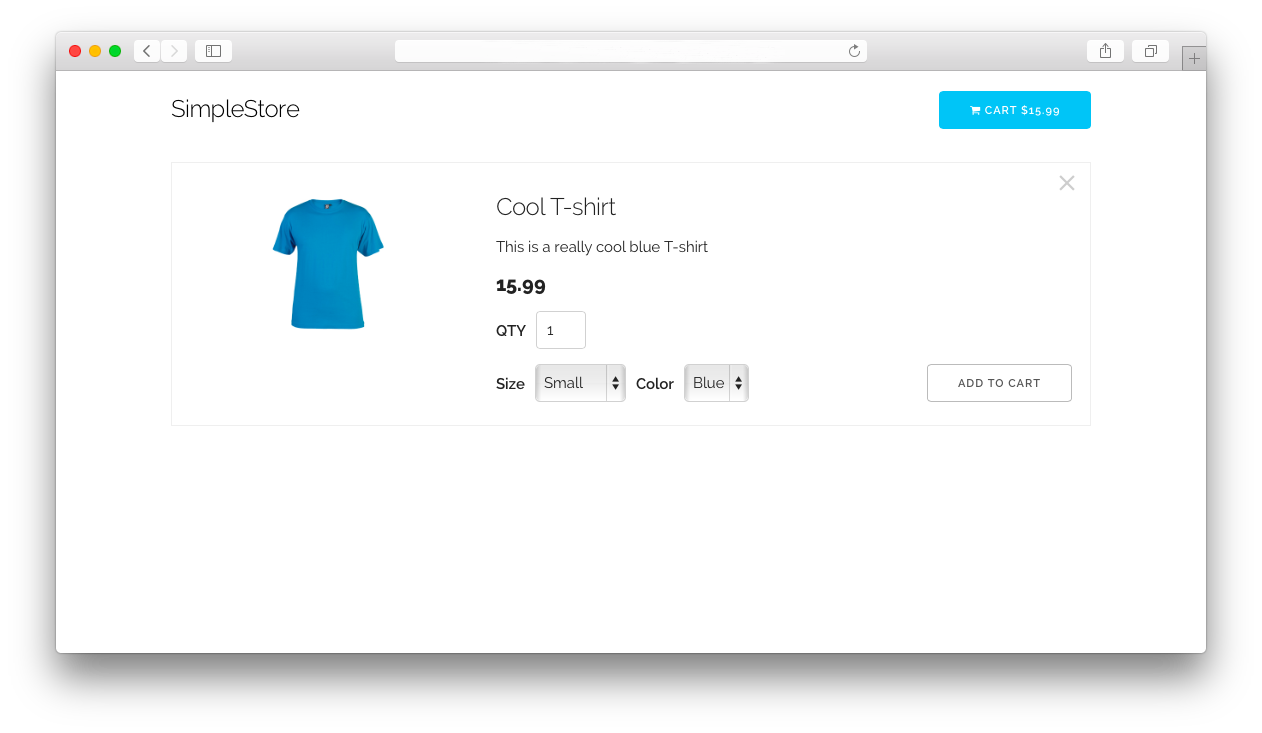 SimpleStore
CART $15.99
Cool T-shirt
This is a really cool blue T-shirt
15.99
QTY 1
Size Small Color Blue ADD TO CART